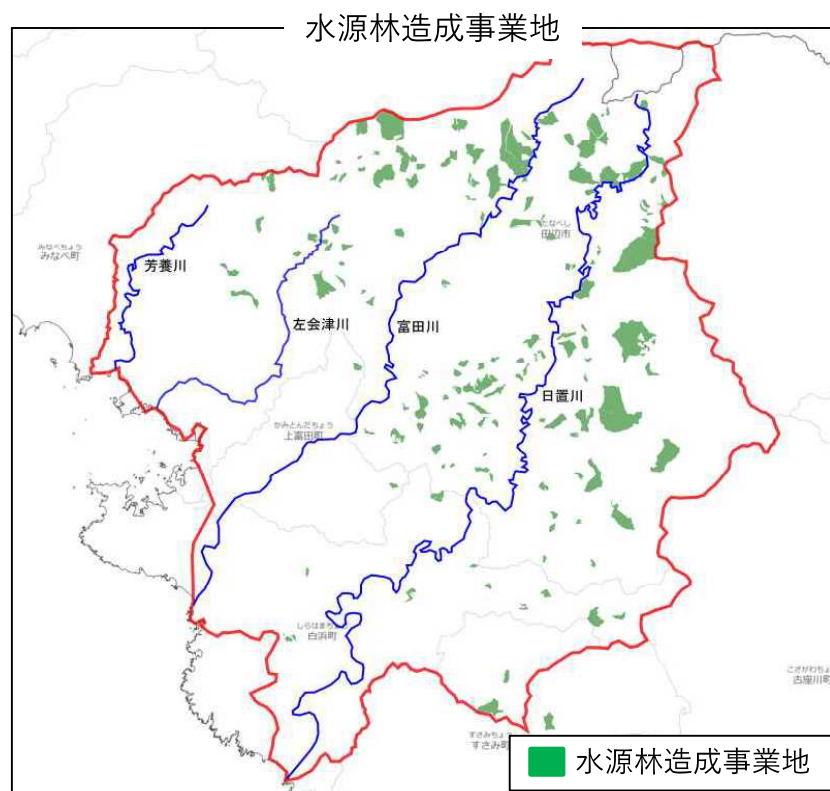 水源林造成事業地
たなべし
田辺市
みなべちょう
みなべ町
芳養川
左会津川
富田川
日置川
かみとんだちょう
上富田町
しらはまちょう
白浜町
こざがわちょ
古座川町
すさみちょう
すさみ町
水源林造成事業地